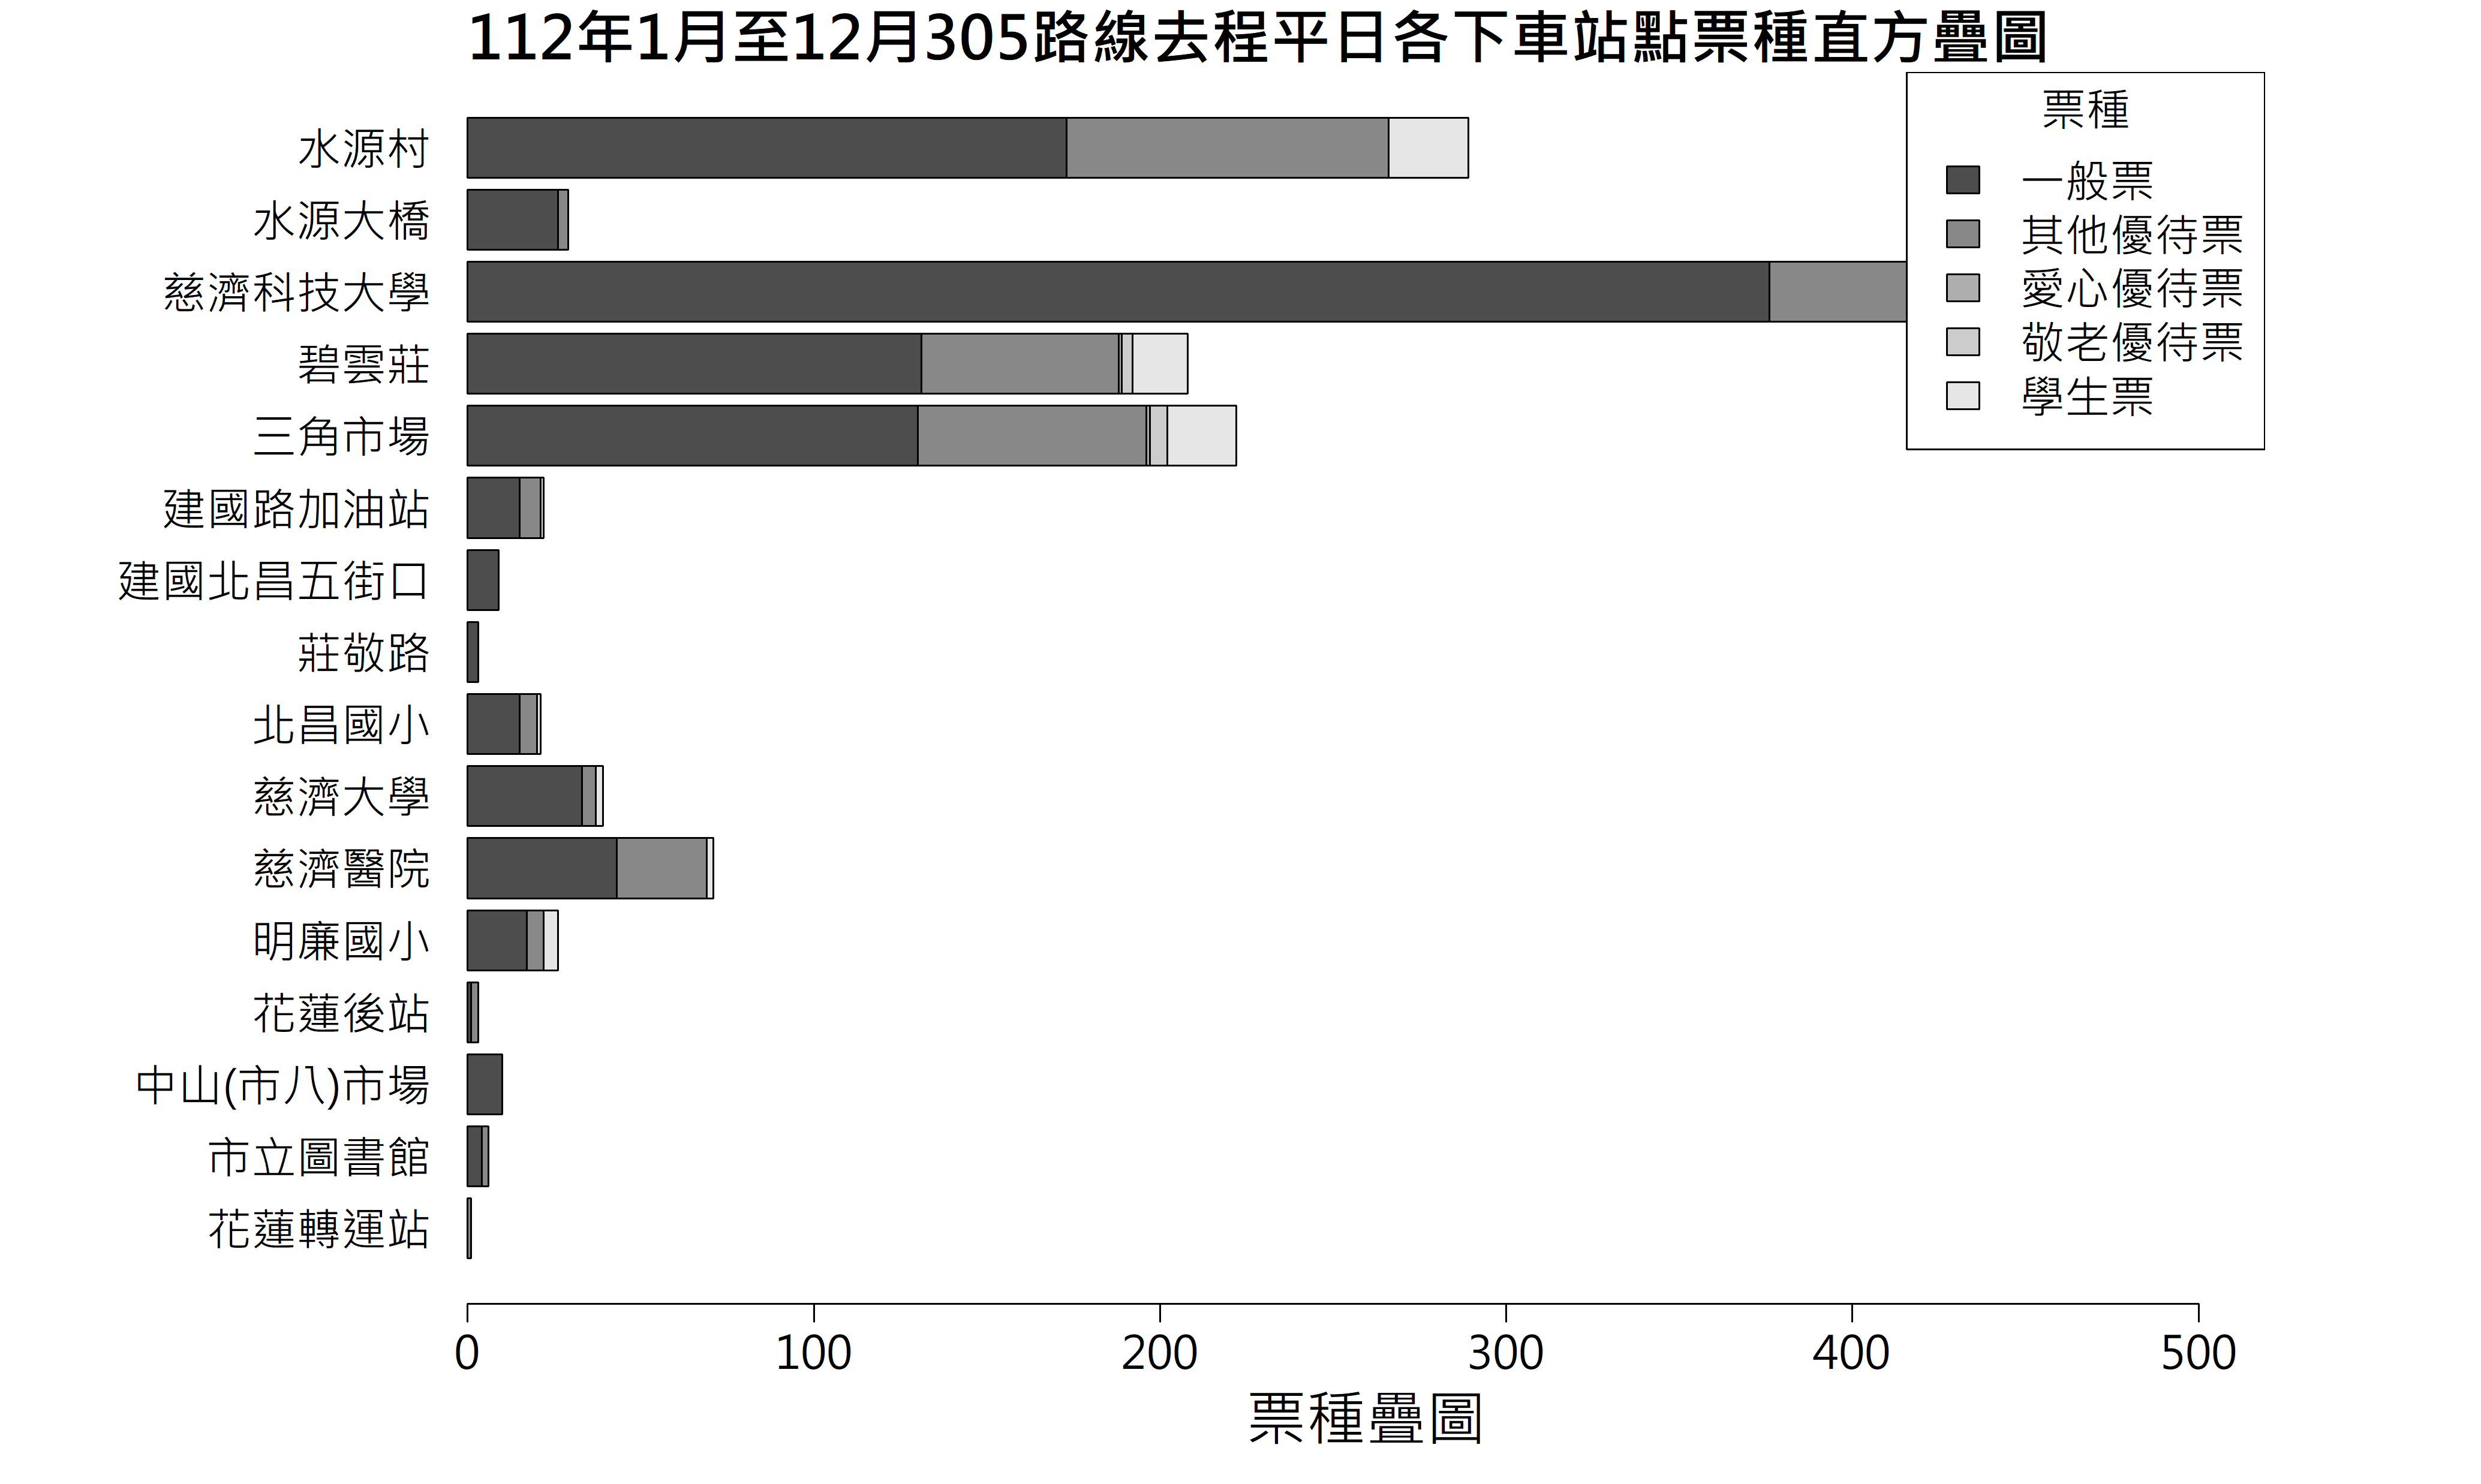 112年1月至12月305路線去程平日各下車站點票種直方疊圖
票種
一般票
其他優待票
愛心優待票
敬老優待票
學生票
水源村
水源大橋
慈濟科技大學
碧雲莊
三角市場
建國路加油站
建國北昌五街口
莊敬路
北昌國小
慈濟大學
慈濟醫院
明廉國小
花蓮後站
中山(市八)市場
市立圖書館
花蓮轉運站
0 100 200 300 400 500
票種疊圖